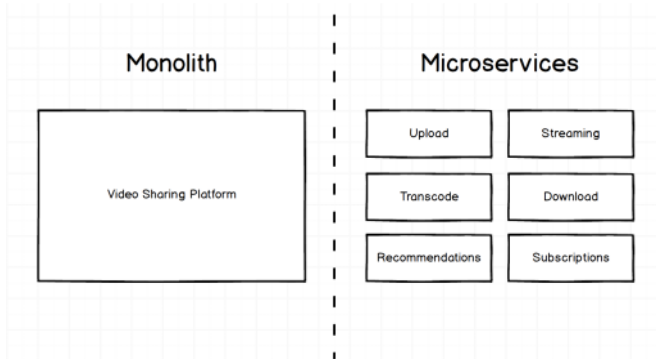 Monolith
Microservices
Video Sharing Platform
Upload
Streaming
Transcode
Download
Recommendations
Subscriptions